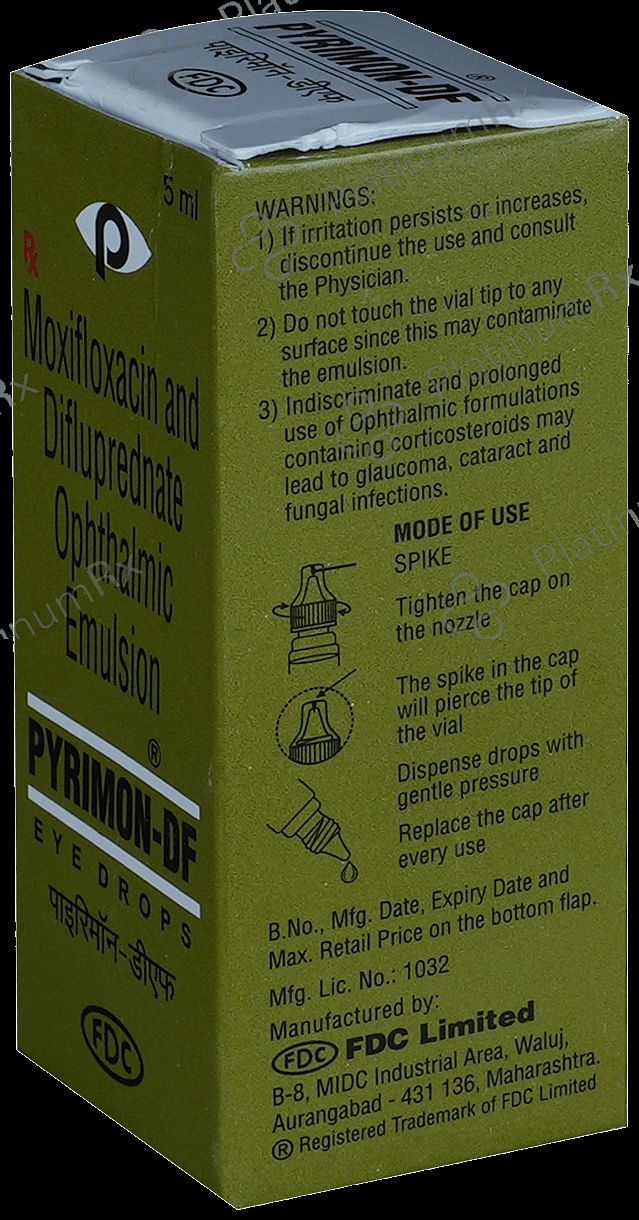 PYRIMON-DF®
पाइरिमॉन-डीएफ
FDC
5 ml
Rx
Moxifloxacin and
Difluprednate
Ophthalmic
Emulsion
PYRIMON-DF®
EYE DROPS
पाइरिमॉन-डीएफ
FDC
WARNINGS:
1) If irritation persists or increases,
discontinue the use and consult
the Physician.
2) Do not touch the vial tip to any
surface since this may contaminate
the emulsion.
3) Indiscriminate and prolonged
use of Ophthalmic formulations
containing corticosteroids may
lead to glaucoma, cataract and
fungal infections.
MODE OF USE
SPIKE
Tighten the cap on
the nozzle
The spike in the cap
will pierce the tip of
the vial
Dispense drops with
gentle pressure
Replace the cap after
every use
B.No., Mfg. Date, Expiry Date and
Max. Retail Price on the bottom flap.
Mfg. Lic. No.: 1032
Manufactured by:
FDC FDC Limited
B-8, MIDC Industrial Area, Waluj,
Aurangabad - 431 136, Maharashtra.
® Registered Trademark of FDC Limited
PlatinumRx